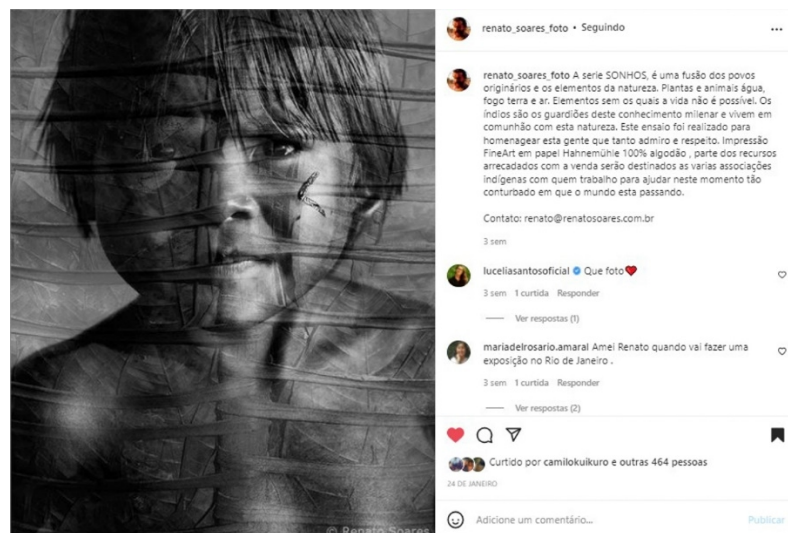 renato_soares_foto • Seguindo
renato_soares_foto A serie SONHOS, é uma fusão dos povos
originários e os elementos da natureza. Plantas e animais água,
fogo terra e ar. Elementos sem os quais a vida não é possível. Os
índios são os guardiões deste conhecimento milenar e vivem em
comunhão com esta natureza. Este ensaio foi realizado para
homenagear esta gente que tanto admiro e respeito. Impressão
FineArt em papel Hahnemühle 100% algodão , parte dos recursos
arrecadados com a venda serão destinados as varias associações
indígenas com quem trabalho para ajudar neste momento tão
conturbado em que o mundo esta passando.
Contato: renato@renatosoares.com.br
3 sem
luceliasantosoficial Que foto❤
3 sem 1 curtida Responder
Ver respostas (1)
mariadelrosario.amaral Amei Renato quando vai fazer uma
exposição no Rio de Janeiro .
3 sem 1 curtida Responder
Ver respostas (2)
Curtido por camilokuikuro e outras 464 pessoas
24 DE JANEIRO
Adicione um comentário...
Publicar
© Renato Soares